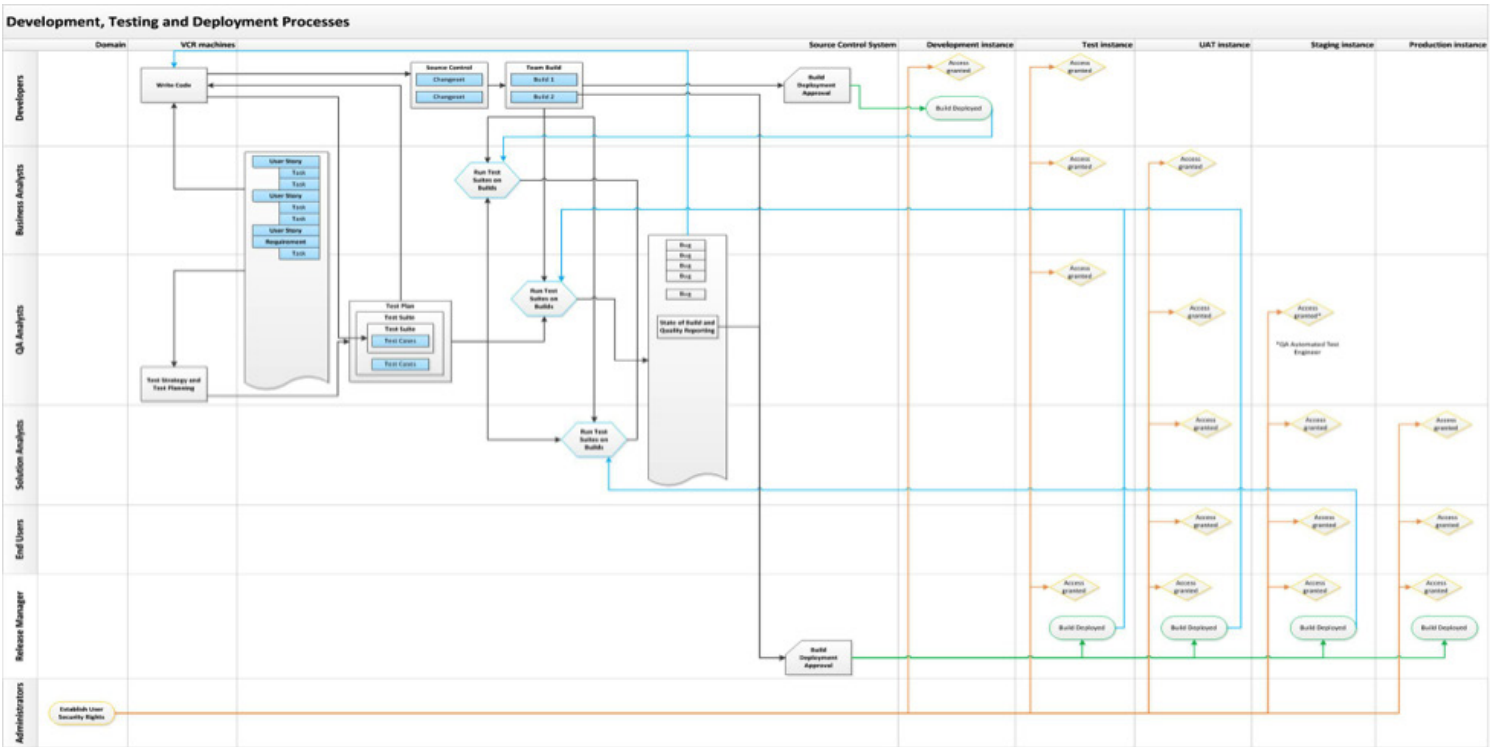 Development, Testing and Deployment Processes
Domain
VCR machines
Source Control System
Development instance
Test instance
UAT instance
Staging instance
Production instance
Developers
Write Code
Source Control
Changeset
Changeset
Team Build
Build 1
Build 2
Build
Deployment
Approval
Access
granted
Build Deployed
Access
granted
Business Analysts
User Story
Task
Task
User Story
Task
Task
User Story
Requirement
Task
Run Test
Suites on
Builds
Access
granted
Access
granted
QA Analysts
Test Strategy and
Test Planning
Test Plan
Test Suite
Test Suite
Test Cases
Test Cases
Run Test
Suites on
Builds
Bug
Bug
Bug
Bug
Bug
State of Build and
Quality Reporting
Access
granted
Access
granted
Access
granted*
*QA Automated Test
Engineer
Solution Analysts
Run Test
Suites on
Builds
Access
granted
Access
granted
Access
granted
End Users
Access
granted
Access
granted
Access
granted
Release Manager
Build
Deployment
Approval
Access
granted
Access
granted
Access
granted
Access
granted
Build Deployed
Build Deployed
Build Deployed
Build Deployed
Administrators
Establish User
Security Rights